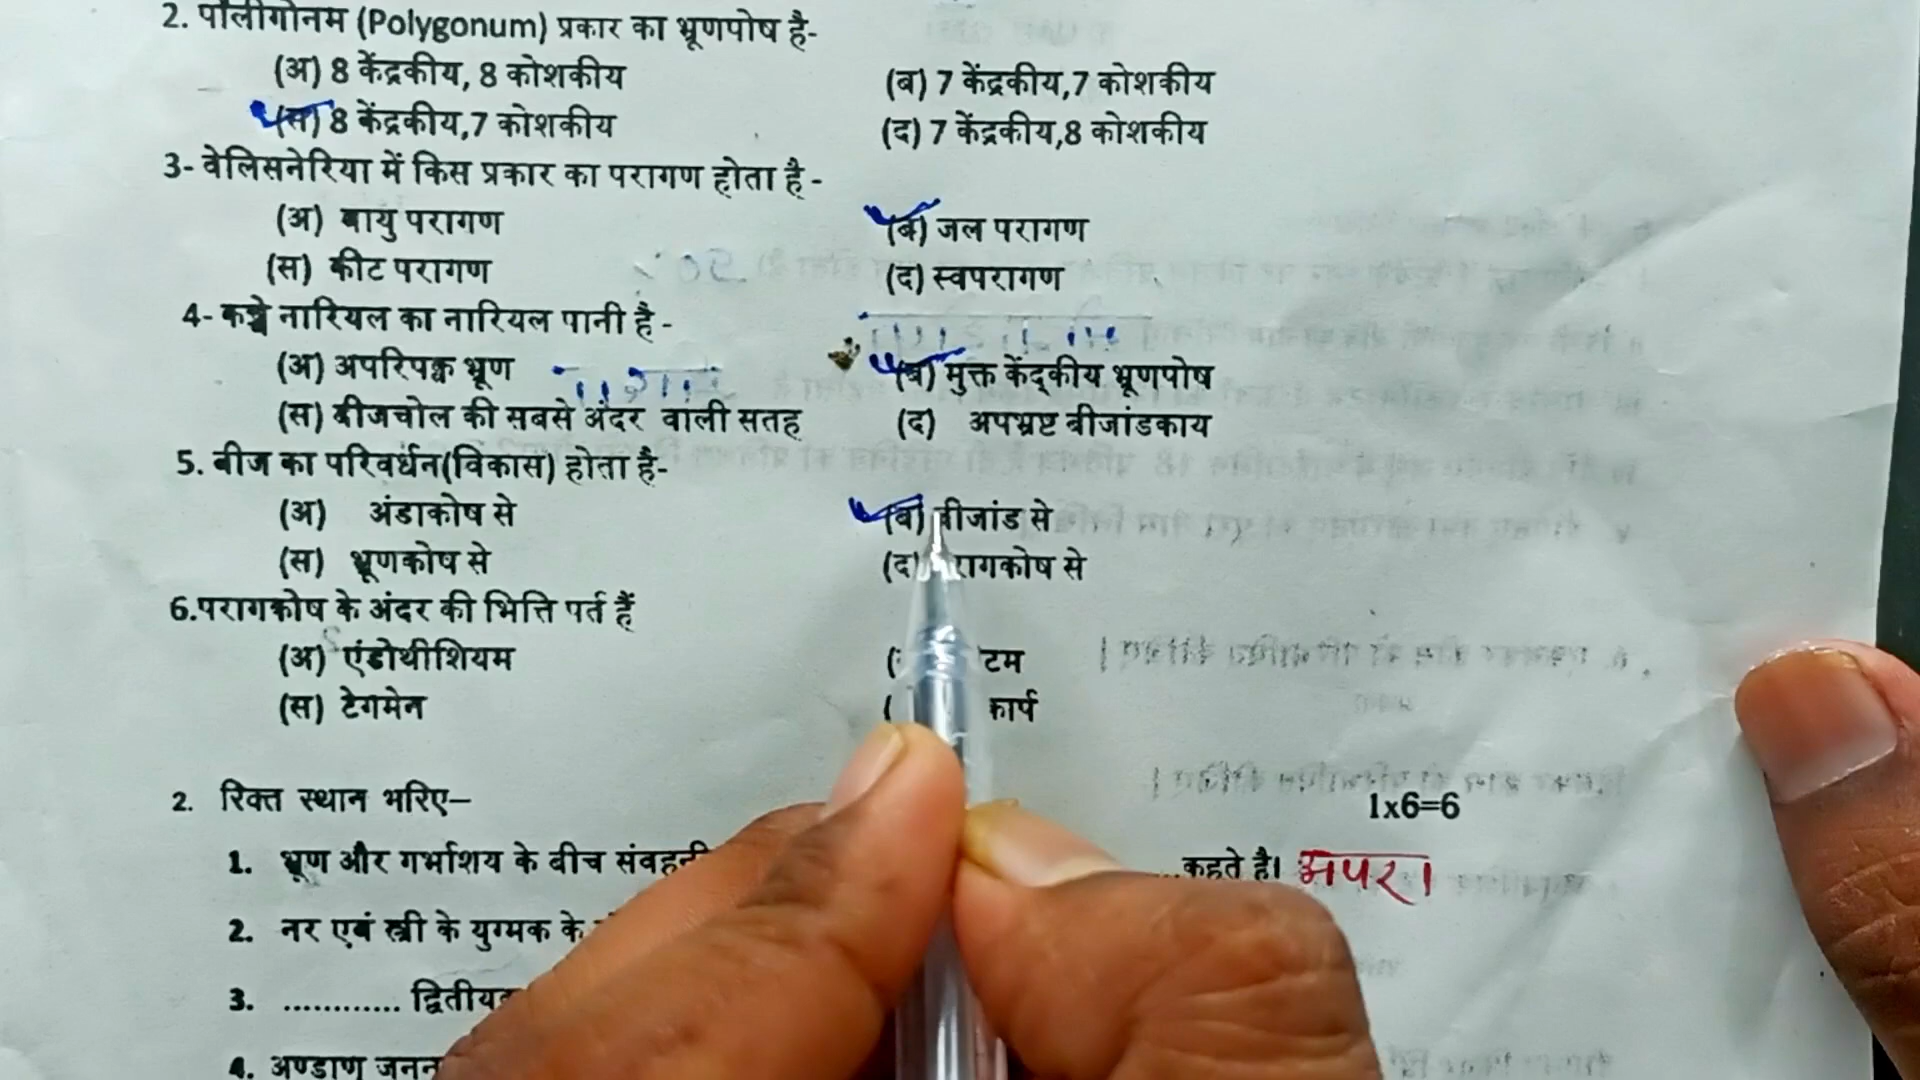 2. पॉलीगोनम (Polygonum) प्रकार का भ्रूणपोष है-
(अ) 8 केंद्रकीय, 8 कोशकीय (ब) 7 केंद्रकीय,7 कोशकीय
(स) 8 केंद्रकीय,7 कोशकीय (द) 7 केंद्रकीय,8 कोशकीय
3- वेलिसनेरिया में किस प्रकार का परागण होता है -
(अ) वायु परागण (ब) जल परागण
(स) कीट परागण (द) स्वपरागण
4- कच्चे नारियल का नारियल पानी है -
(अ) अपरिपक्व भ्रूण (ब) मुक्त केंद्कीय भ्रूणपोष
(स) बीजचोल की सबसे अंदर वाली सतह (द) अपभ्रष्ट बीजांडकाय
5. बीज का परिवर्धन(विकास) होता है-
(अ) अंडाकोष से (ब) बीजांड से
(स) भ्रूणकोष से (द) रागकोष से
6.परागकोष के अंदर की भित्ति पर्त हैं
(अ) एंडोथीशियम टम
(स) टेगमेन कार्प
2. रिक्त स्थान भरिए–
1x6=6
1. भ्रूण और गर्भाशय के बीच कहते है। अपरा
2. नर एवं स्त्री के युग्मक के
3. ............
4. अण्डाणु